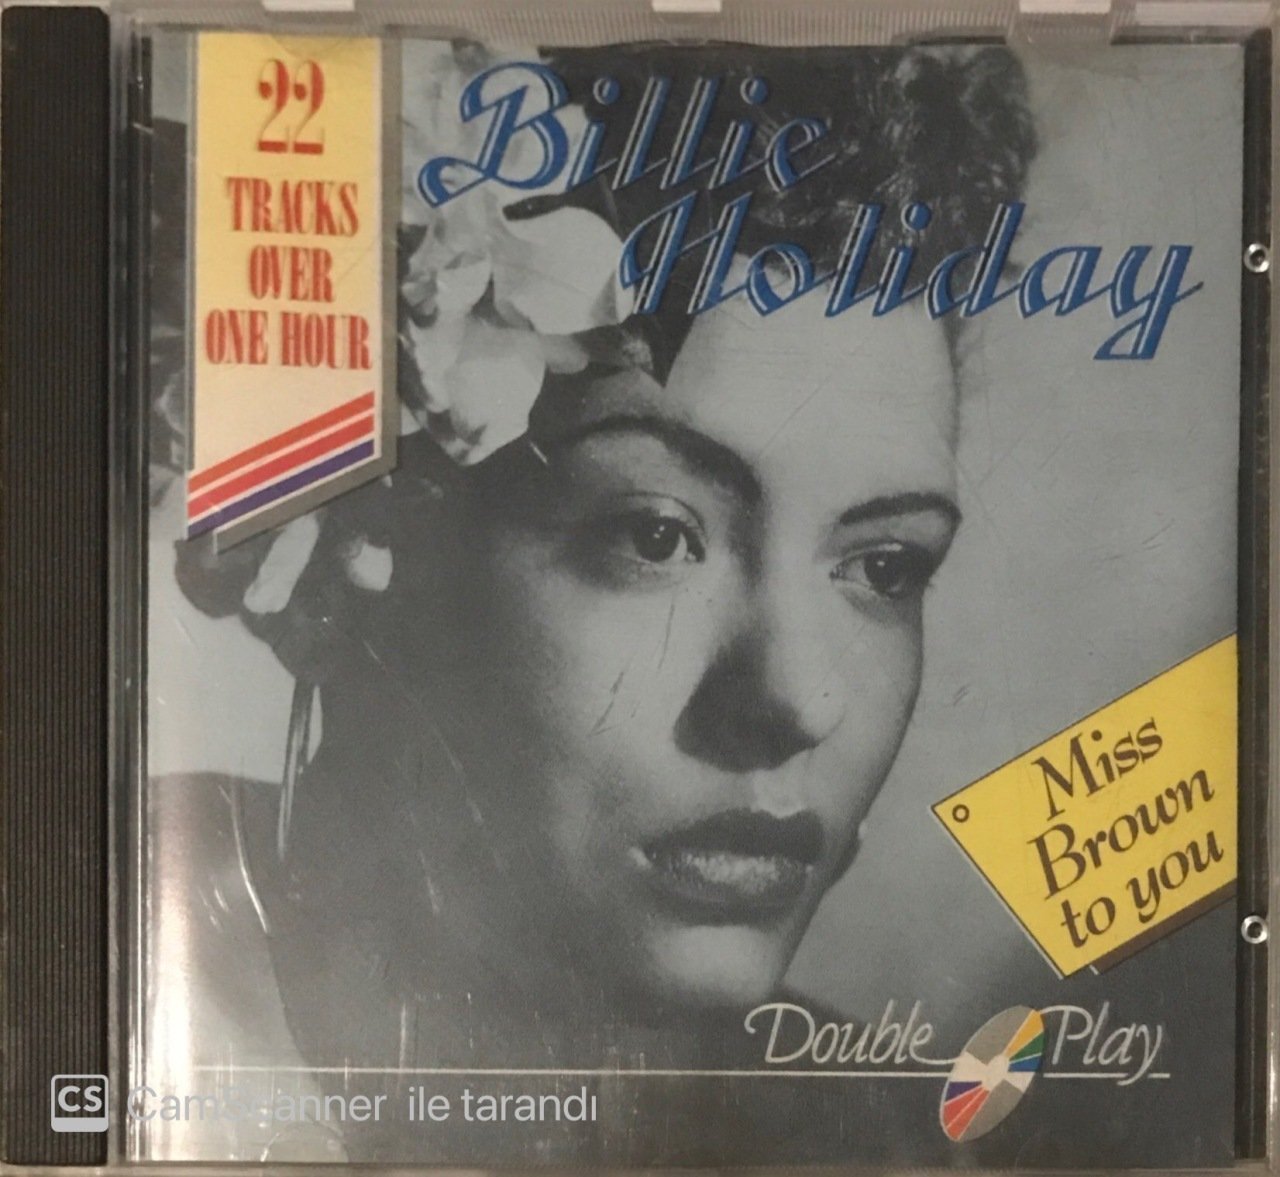 22
TRACKS
OVER
ONE HOUR
Billie
Holiday
Miss
Brown
to you
Double Play
CS CamScanner ile tarandı